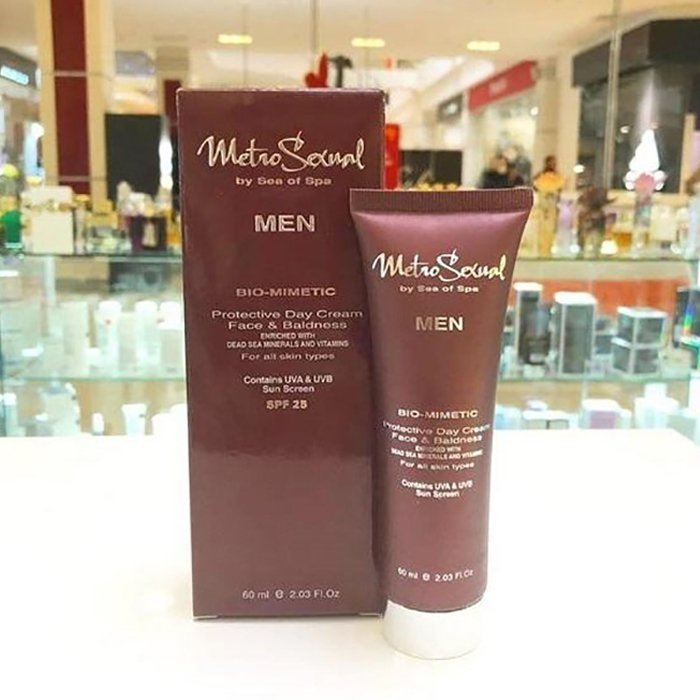 MetroSexual
by Sea of Spa
MEN
BIO-MIMETIC
Protective Day Cream
Face & Baldness
ENRICHED WITH
DEAD SEA MINERALS AND VITAMINS
For all skin types
Contains UVA & UVB
Sun Screen
SPF 25
60 ml e 2.03 Fl.Oz
MetroSexual
by Sea of Spa
MEN
BIO-MIMETIC
Protective Day Cream
Face & Baldness
ENRICHED WITH
DEAD SEA MINERALS AND VITAMINS
For all skin types
Contains UVA & UVB
Sun Screen
60 ml e 2.03 Fl.Oz